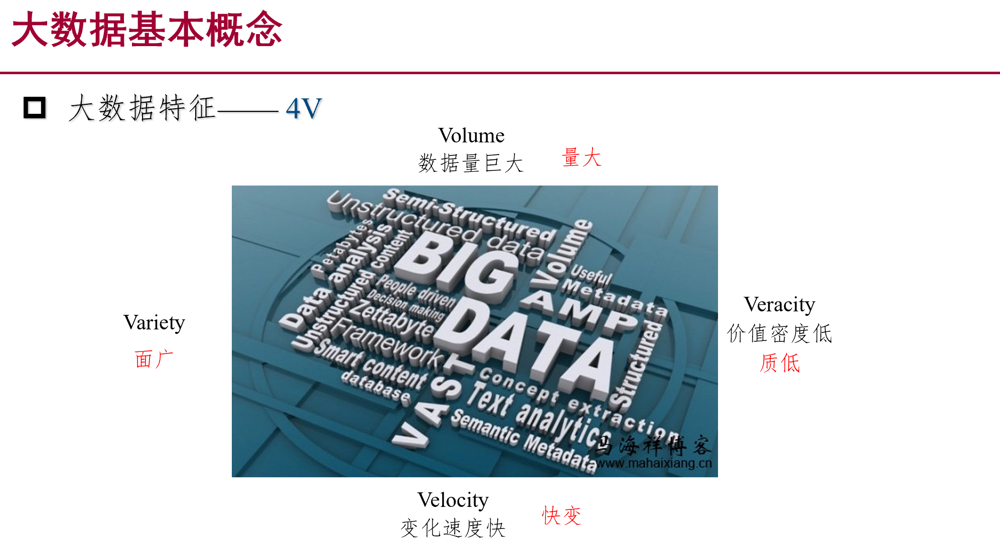 大数据基本概念
大数据特征—— 4V
Volume
数据量巨大
量大
Variety
面广
Semi-Structured
Unstructured data
Petabytes
Data analysis
Unstructured content
BIG
DATA
Volume
Useful
Metadata
AMP
Structured
People driven
Decision making
Zettabyte
Framework
Smart content
database
VAST
Concept extraction
Text analytics
Semantic Metadata
马海祥博客
www.mahaixiang.cn
Veracity
价值密度低
质低
Velocity
变化速度快
快变